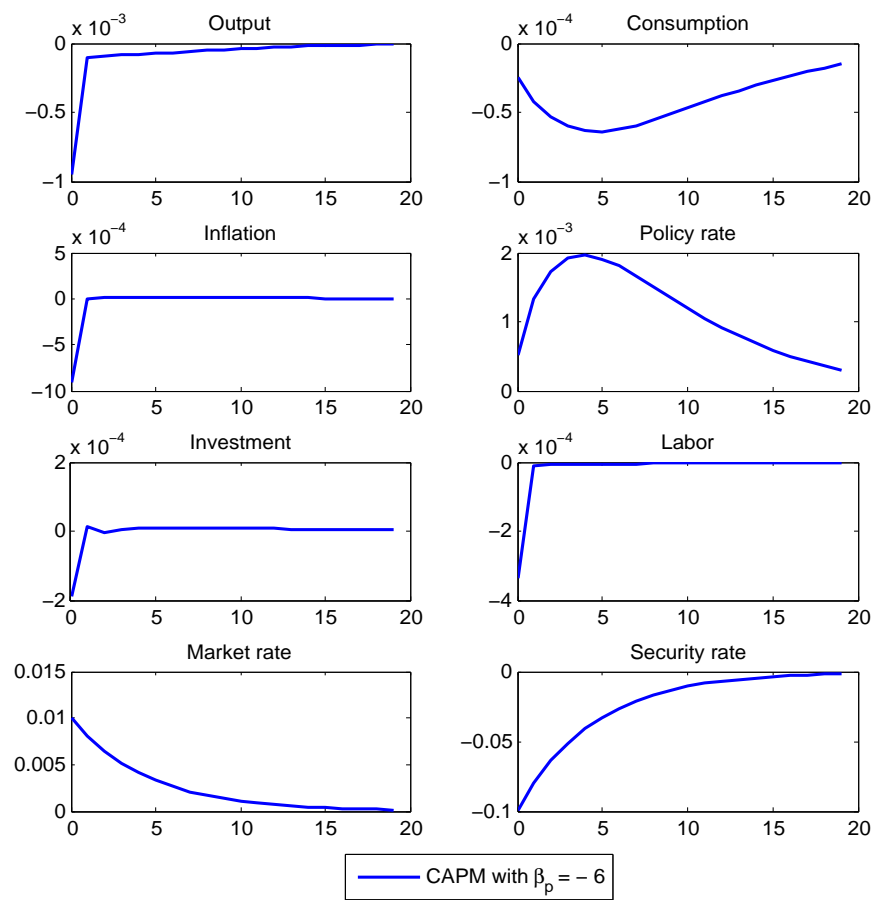 Output
x 10^-3
0
−0.5
−1
0 5 10 15 20
Consumption
x 10^-4
0
−0.5
−1
0 5 10 15 20
Inflation
x 10^-4
5
0
−5
−10
0 5 10 15 20
Policy rate
x 10^-3
2
1
0
0 5 10 15 20
Investment
x 10^-4
2
0
−2
0 5 10 15 20
Labor
x 10^-4
0
−2
−4
0 5 10 15 20
Market rate
0.015
0.01
0.005
0
0 5 10 15 20
Security rate
0
−0.05
−0.1
0 5 10 15 20
CAPM with β_p = − 6